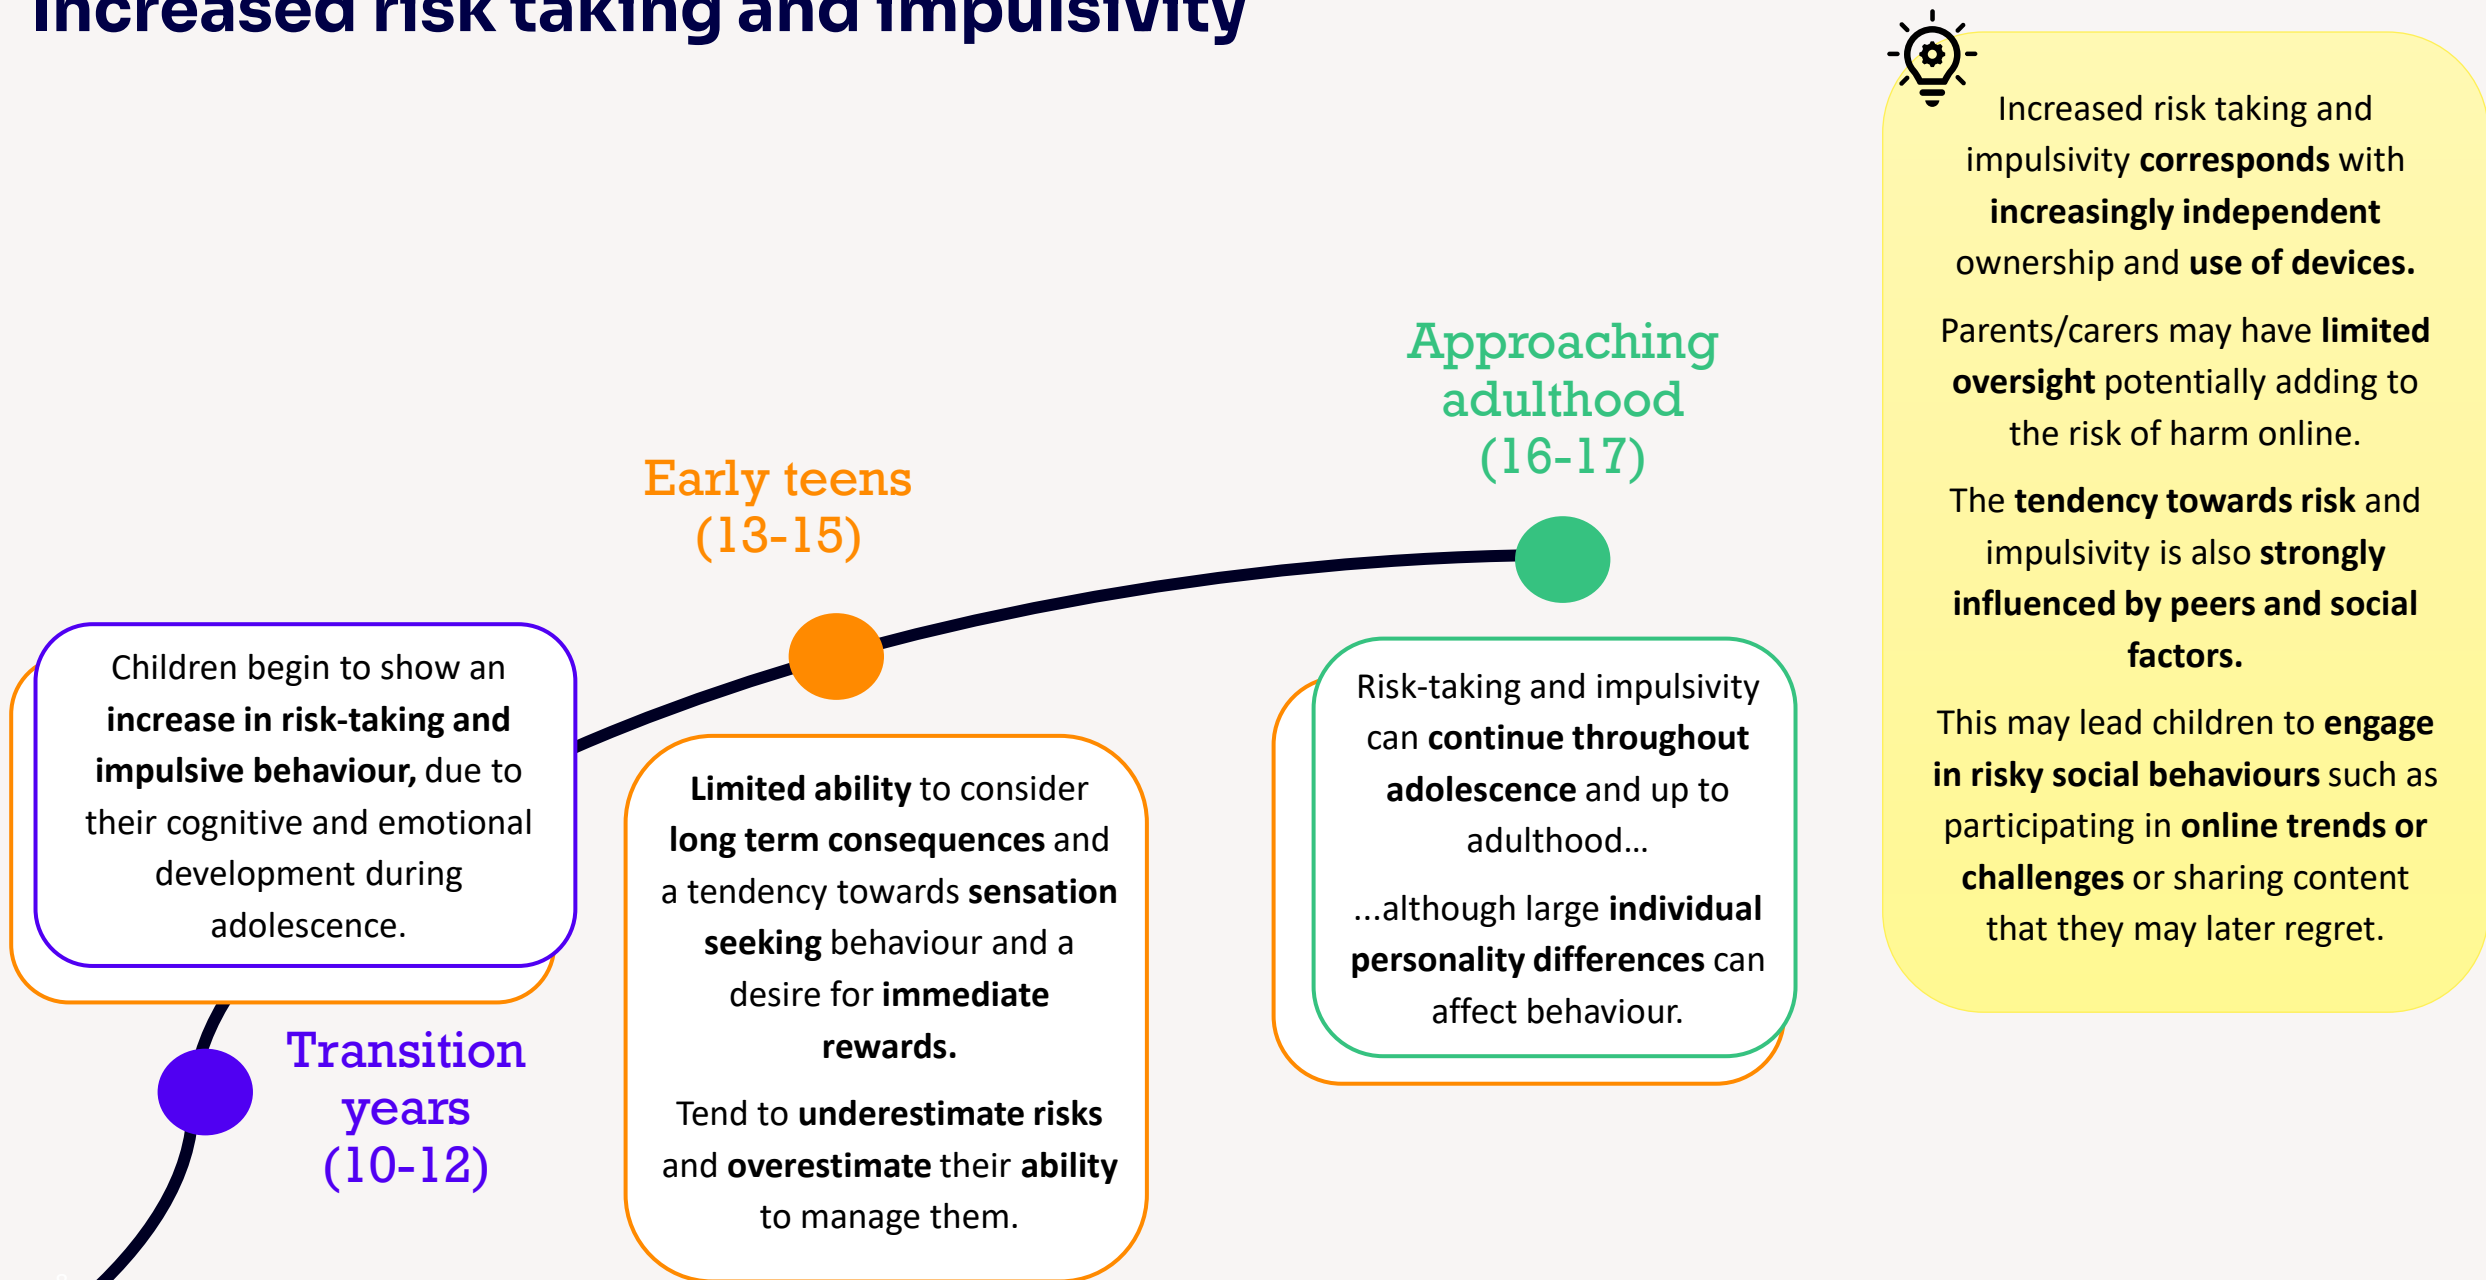 Increased risk taking and impulsivity
Transition
years
(10-12)
Children begin to show an
increase in risk-taking and
impulsive behaviour, due to
their cognitive and emotional
development during
adolescence.
Early teens
(13-15)
Limited ability to consider
long term consequences and
a tendency towards sensation
seeking behaviour and a
desire for immediate
rewards.
Tend to underestimate risks
and overestimate their ability
to manage them.
Approaching
adulthood
(16-17)
Risk-taking and impulsivity
can continue throughout
adolescence and up to
adulthood…
...although large individual
personality differences can
affect behaviour.
Increased risk taking and
impulsivity corresponds with
increasingly independent
ownership and use of devices.
Parents/carers may have limited
oversight potentially adding to
the risk of harm online.
The tendency towards risk and
impulsivity is also strongly
influenced by peers and social
factors.
This may lead children to engage
in risky social behaviours such as
participating in online trends or
challenges or sharing content
that they may later regret.